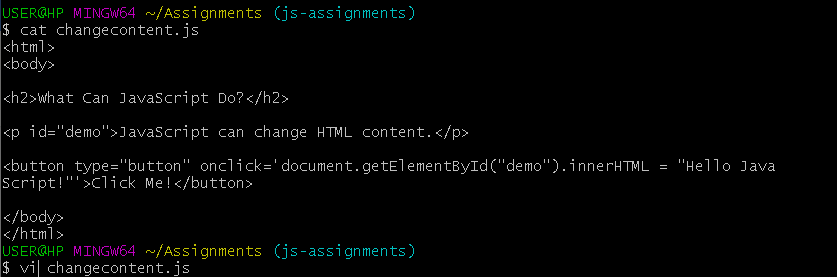 USER@HP MINGW64 ~/Assignments (js-assignments)
$ cat changecontent.js
<html>
<body>
<h2>What Can JavaScript Do?</h2>
<p id="demo">JavaScript can change HTML content.</p>
<button type="button" onclick='document.getElementById("demo").innerHTML = "Hello Java
Script!"'>Click Me!</button>
</body>
</html>
USER@HP MINGW64 ~/Assignments (js-assignments)
$ vi changecontent.js